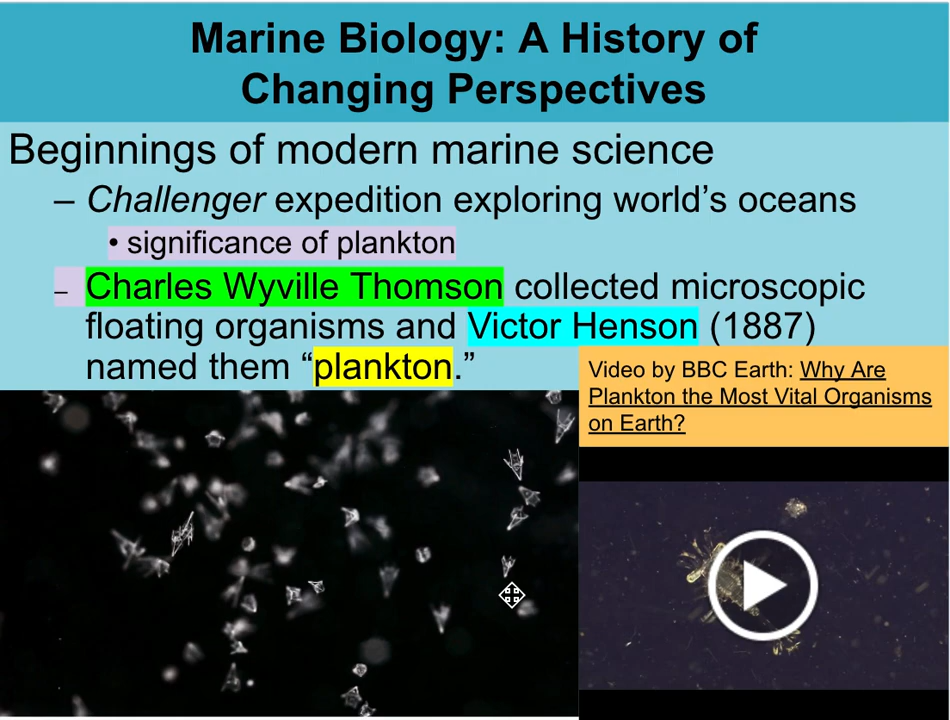 Marine Biology: A History of
Changing Perspectives
Beginnings of modern marine science
– Challenger expedition exploring world's oceans
• significance of plankton
– Charles Wyville Thomson collected microscopic
floating organisms and Victor Henson (1887)
named them “plankton.”
Video by BBC Earth: Why Are
Plankton the Most Vital Organisms
on Earth?